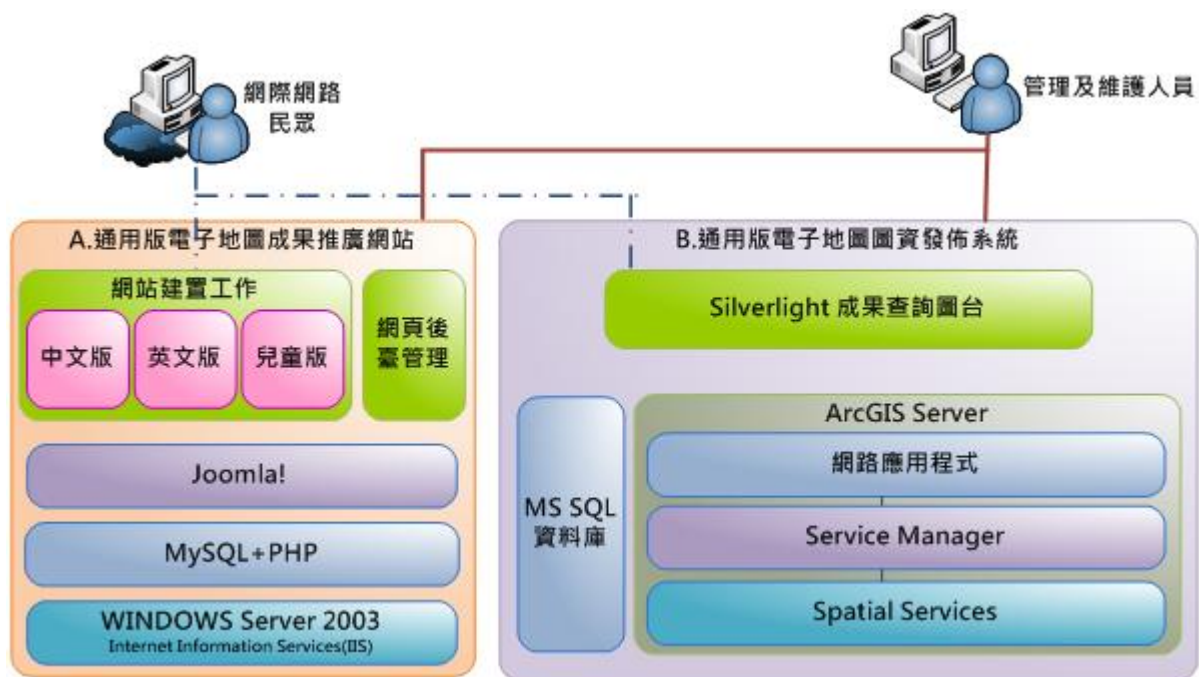 網際網路
民眾
管理及維護人員
A.通用版電子地圖成果推廣網站
網站建置工作
中文版
英文版
兒童版
網頁後
臺管理
Joomla!
MySQL+PHP
WINDOWS Server 2003
Internet Information Services(IIS)
B.通用版電子地圖圖資發佈系統
Silverlight 成果查詢圖台
MS SQL
資料庫
ArcGIS Server
網路應用程式
Service Manager
Spatial Services